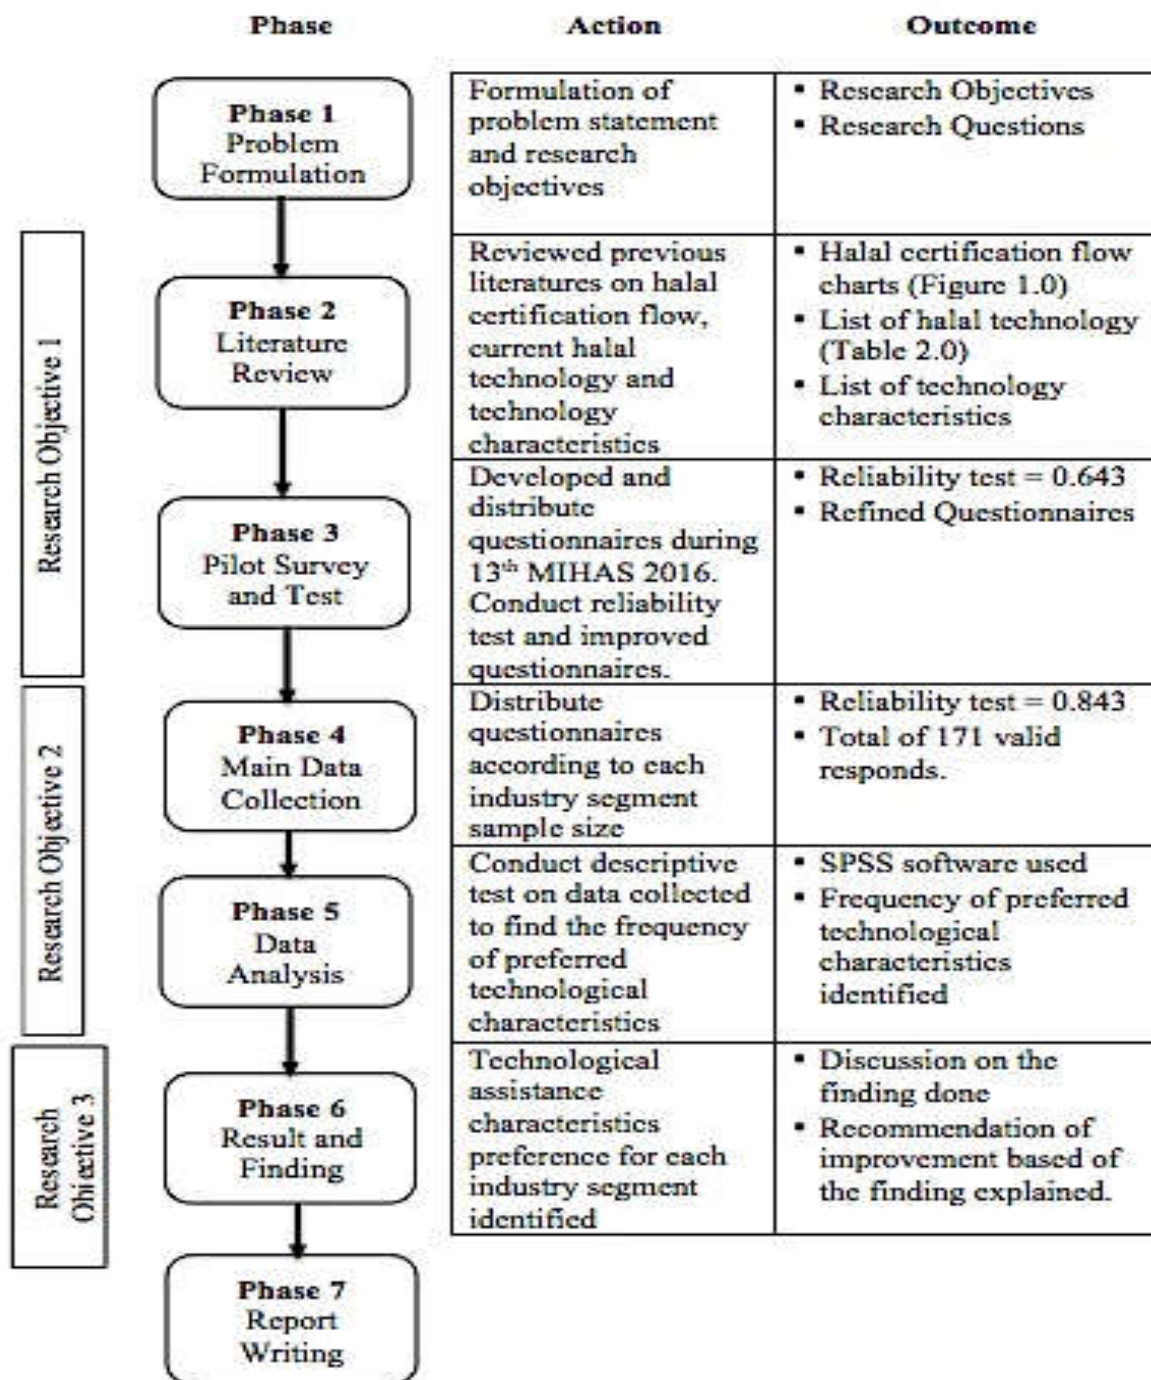 Phase
Action
Outcome
Phase 1
Problem
Formulation
Formulation of
problem statement
and research
objectives
▪ Research Objectives
▪ Research Questions
Research Objective 1
Phase 2
Literature
Review
Reviewed previous
literatures on halal
certification flow,
current halal
technology and
technology
characteristics
▪ Halal certification flow
charts (Figure 1.0)
▪ List of halal technology
(Table 2.0)
▪ List of technology
characteristics
Phase 3
Pilot Survey
and Test
Developed and
distribute
questionnaires during
13th MIHAS 2016.
Conduct reliability
test and improved
questionnaires.
▪ Reliability test = 0.643
▪ Refined Questionnaires
Research Objective 2
Phase 4
Main Data
Collection
Distribute
questionnaires
according to each
industry segment
sample size
▪ Reliability test = 0.843
▪ Total of 171 valid
responds.
Phase 5
Data
Analysis
Conduct descriptive
test on data collected
to find the frequency
of preferred
technological
characteristics
▪ SPSS software used
▪ Frequency of preferred
technological
characteristics
identified
Research
Objective 3
Phase 6
Result and
Finding
Technological
assistance
characteristics
preference for each
industry segment
identified
▪ Discussion on the
finding done
▪ Recommendation of
improvement based of
the finding explained.
Phase 7
Report
Writing